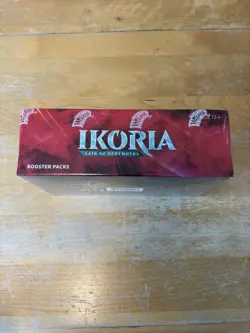 IKORIA
LAIR OF BEHEMOTHS
BOOSTER PACKS